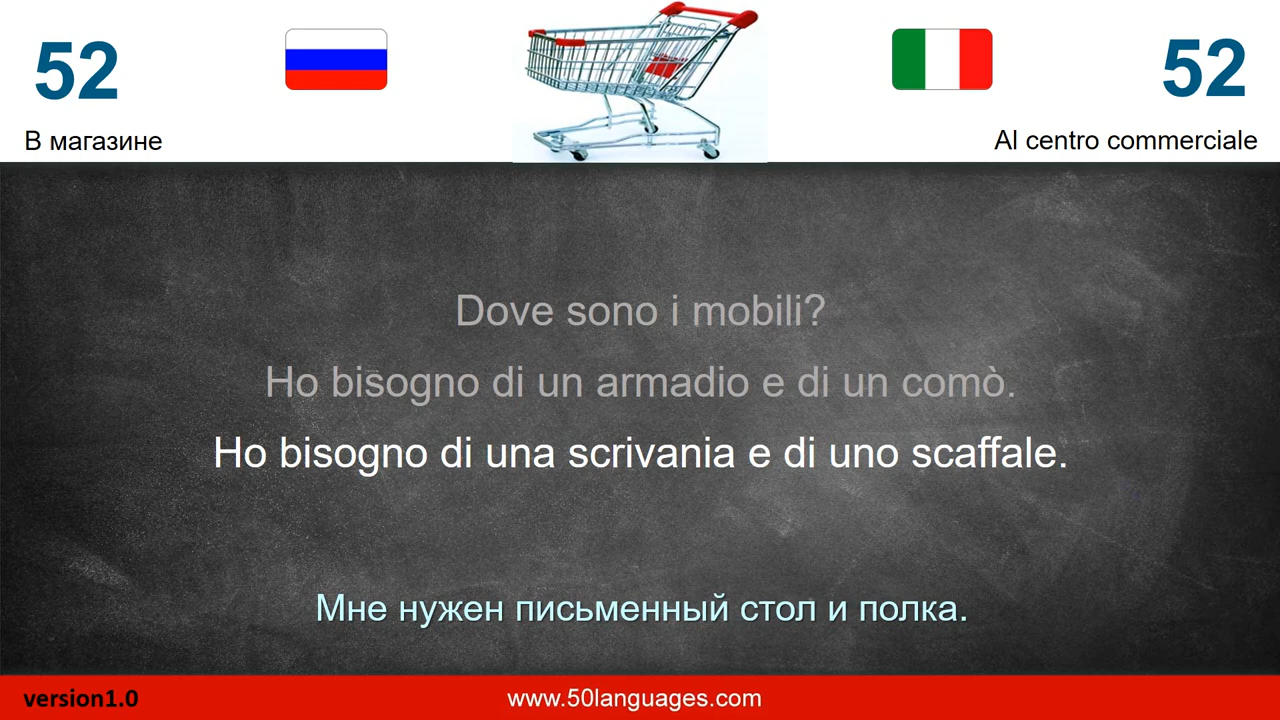 52
52
В магазине
Al centro commerciale
Dove sono i mobili?
Ho bisogno di un armadio e di un comò.
Ho bisogno di una scrivania e di uno scaffale.
Мне нужен письменный стол и полка.
version1.0
www.50languages.com